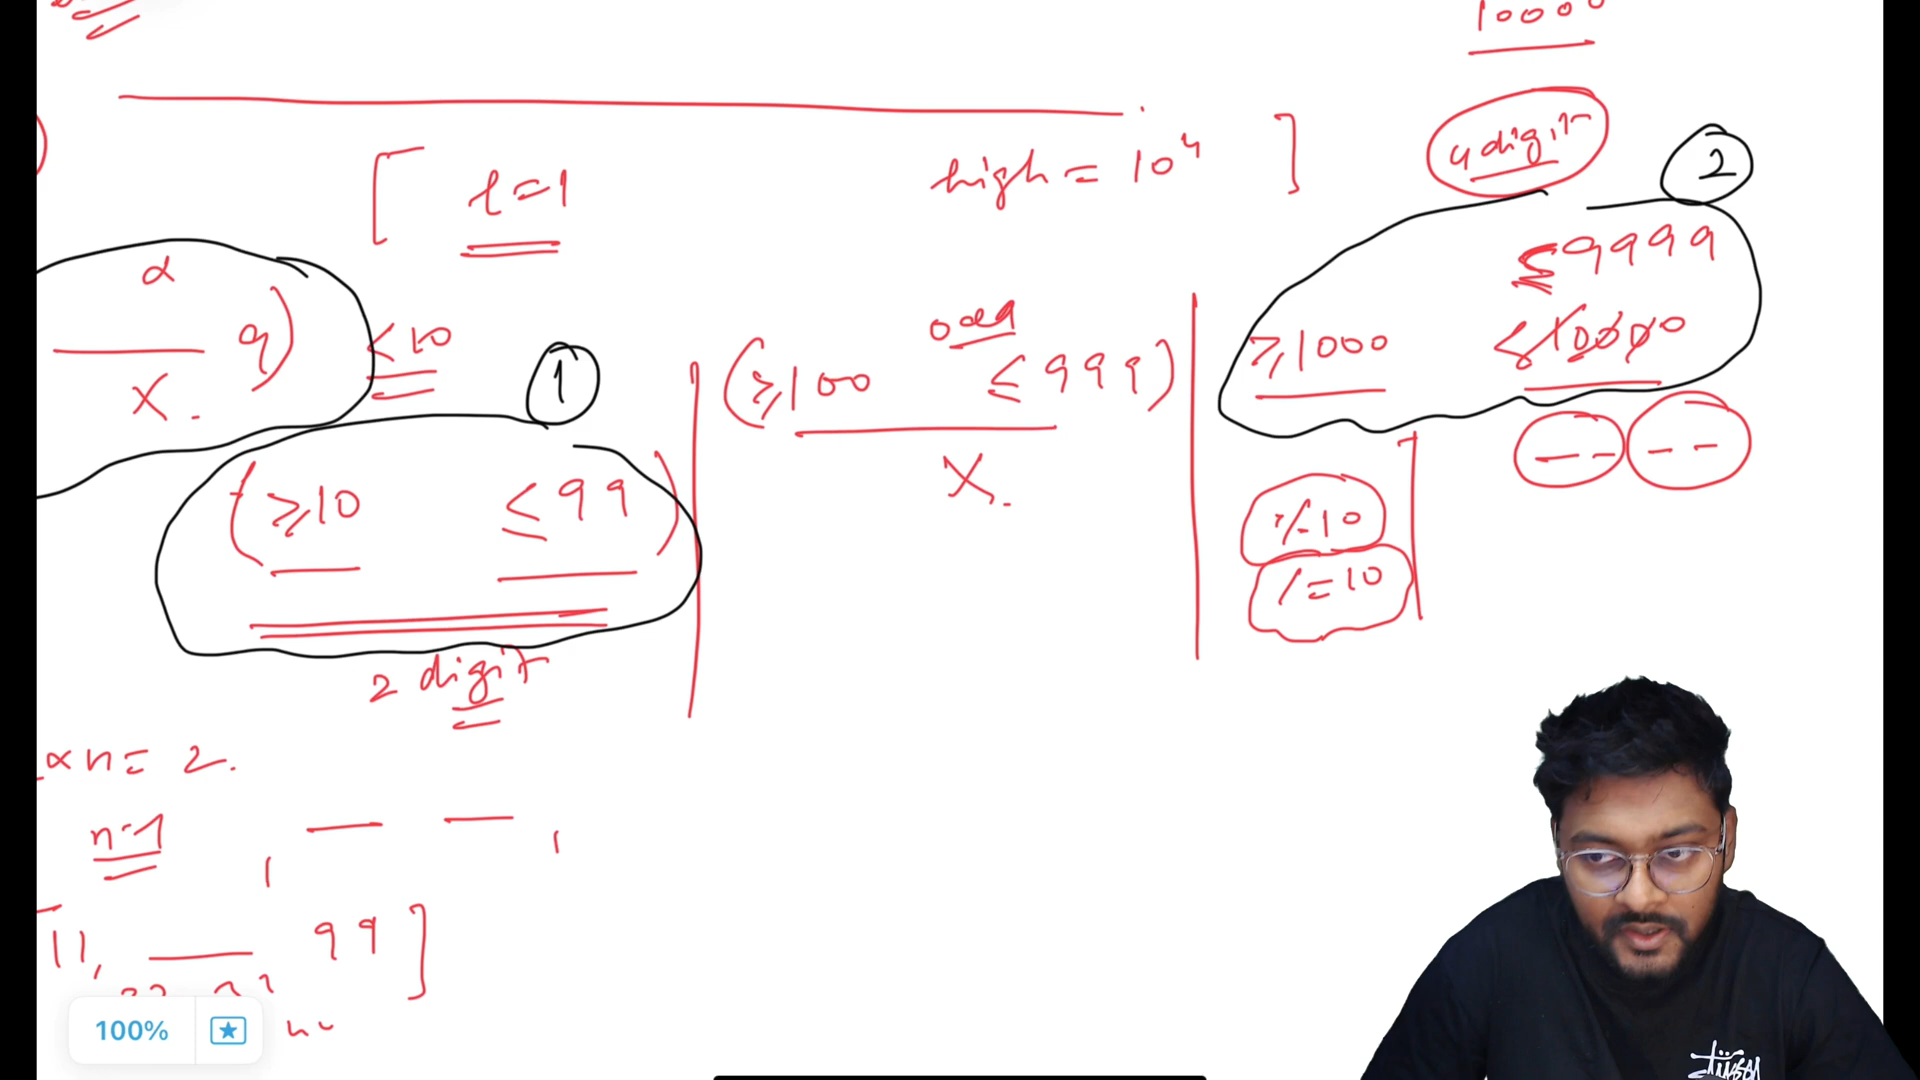 10000
[ l=1 high = 10⁴ ]
4 digit
2
≤ 9999
α
9) < 10
X.
1
odd
(≥100 ≤ 999)
X.
≥1000 ≤ 10000
(≥10 ≤ 99)
-- --
%10
/= 10
2 digit
n = 2.
n-1
, — — ,
11, — 99]
100%
STÜSSY